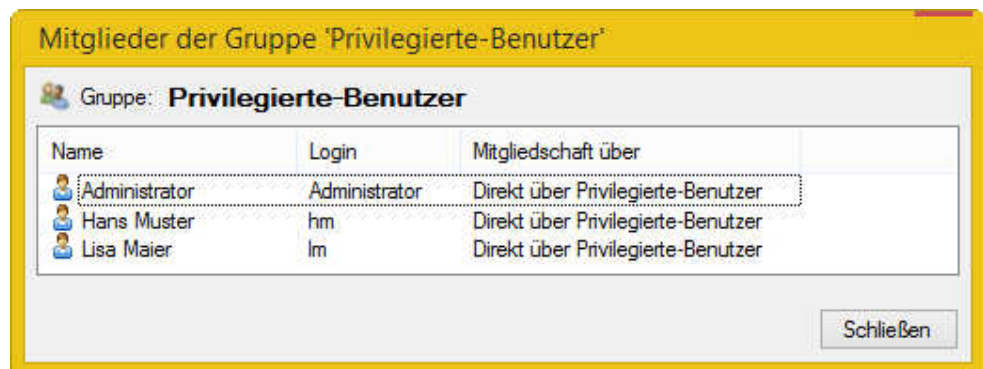 Mitglieder der Gruppe 'Privilegierte-Benutzer'
Gruppe: Privilegierte-Benutzer
Name Login Mitgliedschaft über
Administrator Administrator Direkt über Privilegierte-Benutzer
Hans Muster hm Direkt über Privilegierte-Benutzer
Lisa Maier lm Direkt über Privilegierte-Benutzer
Schließen